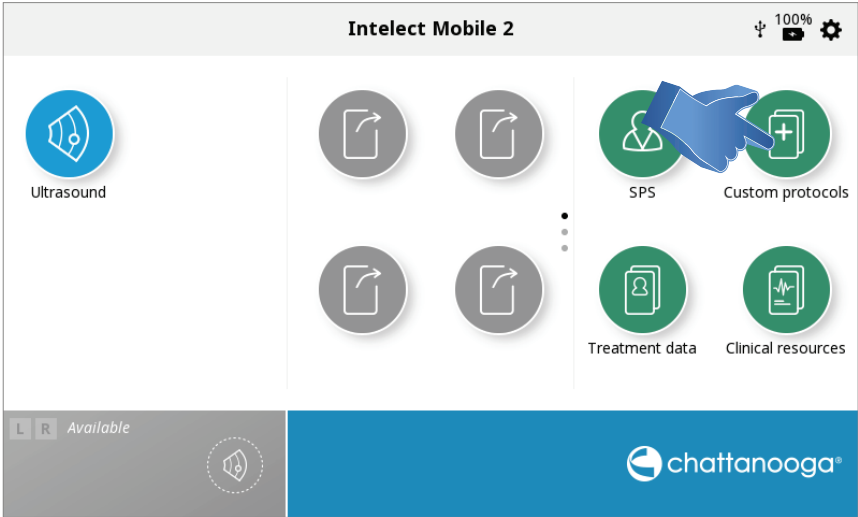 Intelect Mobile 2
100%
Ultrasound
SPS
Custom protocols
Treatment data
Clinical resources
L R Available
chattanooga®